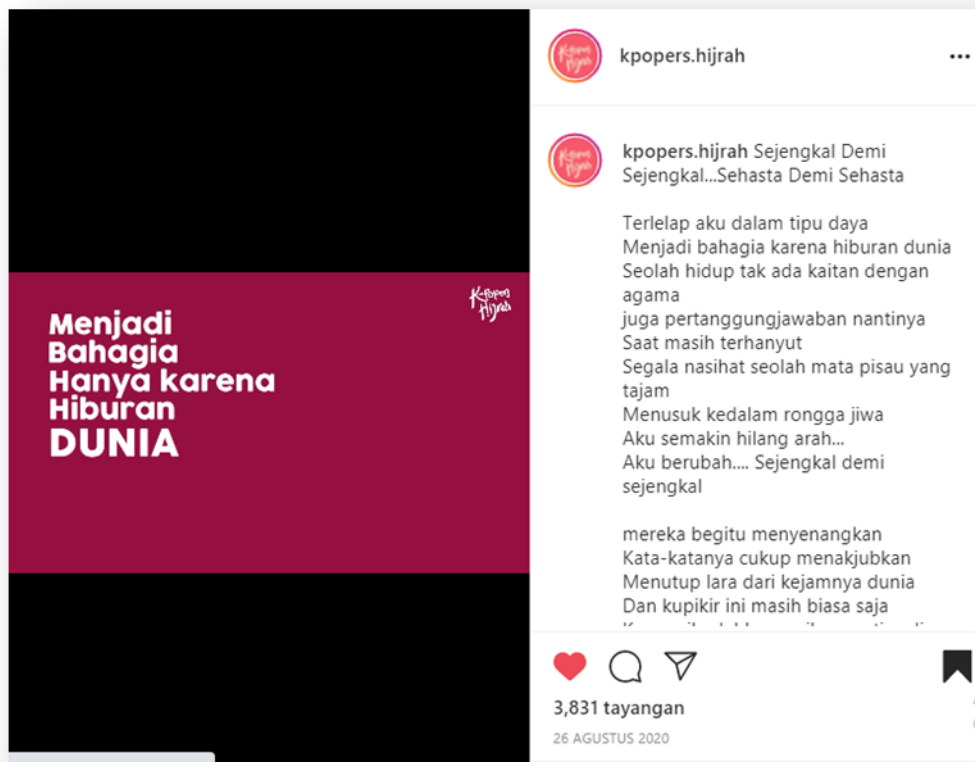 Menjadi
Bahagia
Hanya karena
Hiburan
DUNIA
K-Popers
Hijrah
kpopers.hijrah
kpopers.hijrah Sejengkal Demi
Sejengkal...Sehasta Demi Sehasta
Terlelap aku dalam tipu daya
Menjadi bahagia karena hiburan dunia
Seolah hidup tak ada kaitan dengan
agama
juga pertanggungjawaban nantinya
Saat masih terhanyut
Segala nasihat seolah mata pisau yang
tajam
Menusuk kedalam rongga jiwa
Aku semakin hilang arah...
Aku berubah.... Sejengkal demi
sejengkal
mereka begitu menyenangkan
Kata-katanya cukup menakjubkan
Menutup lara dari kejamnya dunia
Dan kupikir ini masih biasa saja
3,831 tayangan
26 AGUSTUS 2020